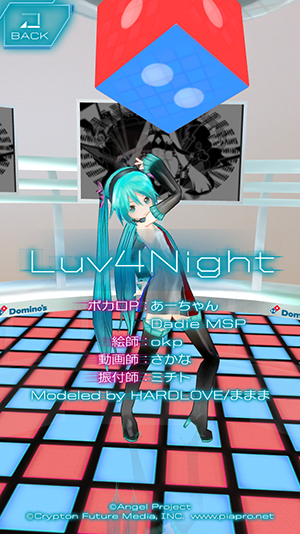 BACK
Luv4Night
Domino's
Domino's
ボカロP：あーちゃん
Dadie MSP
絵師：okp
動画師：さかな
振付師：ミチト
Modeled by HARDLOVE/ままま
©Angel Project
©Crypton Future Media, INC. www.piapro.net